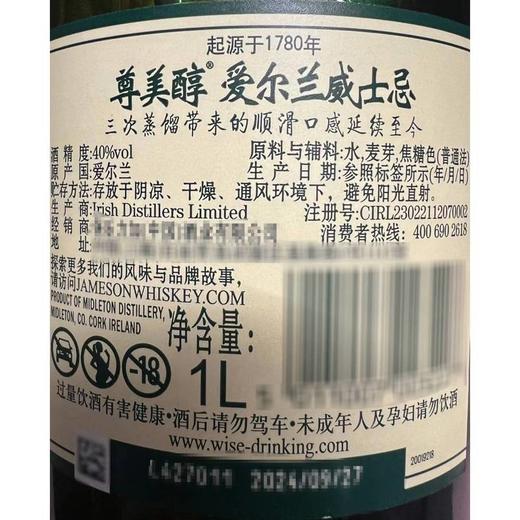 起源于1780年
尊美醇® 爱尔兰威士忌
三次蒸馏带来的顺滑口感延续至今
酒精度:40%vol 原料与辅料:水,麦芽,焦糖色(普通法)
原产国:爱尔兰 生产日期:参照标签所示(年/月/日)
贮存方法:存放于阴凉、干燥、通风环境下,避免阳光直射。
生产商:Irish Distillers Limited 注册号:CIRL23022112070002
经销商: 消费者热线:400 690 2618
地址:
探索更多我们的风味与品牌故事,
请访问JAMESONWHISKEY.COM
PRODUCT OF MIDLETON DISTILLERY,
MIDLETON, CO. CORK IRELAND
净含量:
1L
-18
过量饮酒有害健康·酒后请勿驾车·未成年人及孕妇请勿饮酒
www.wise-drinking.com
20019218
L427011 2024/09/27